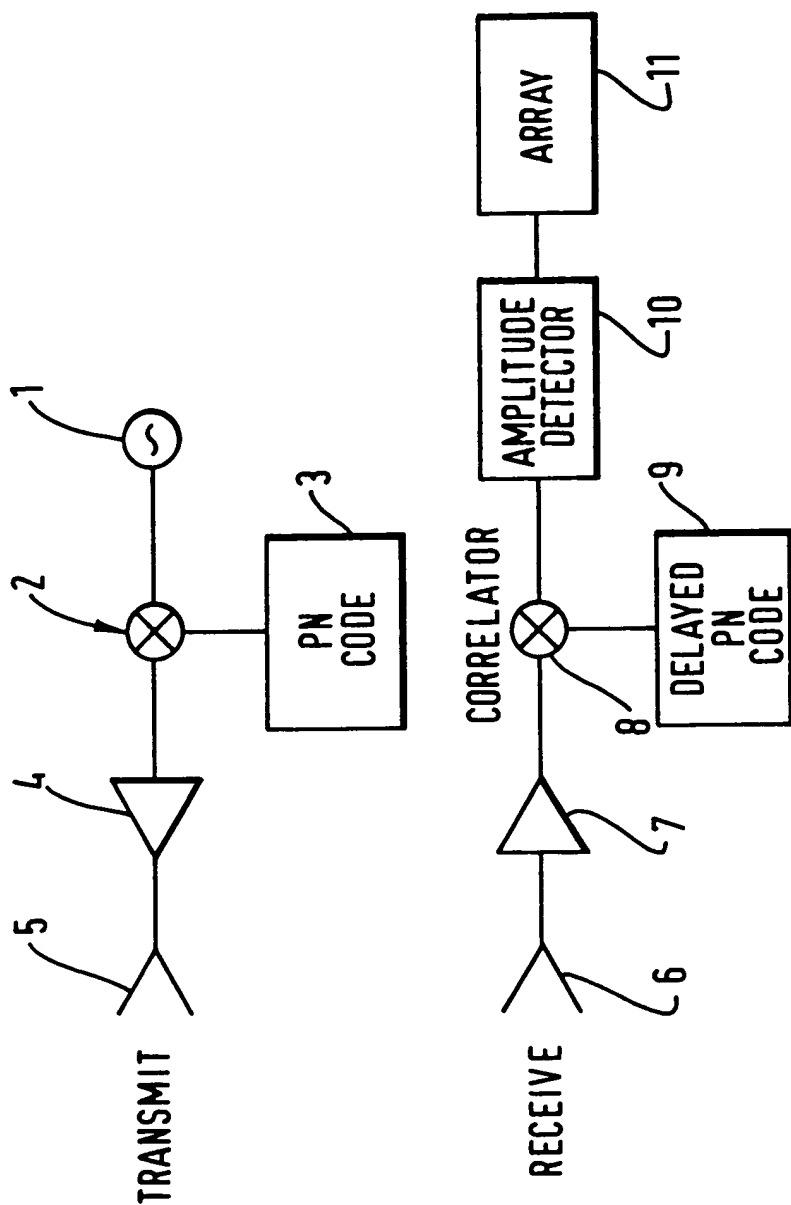 TRANSMIT
5
4
2
1
PN
CODE
3
RECEIVE
6
7
CORRELATOR
8
DELAYED
PN
CODE
9
AMPLITUDE
DETECTOR
10
ARRAY
11